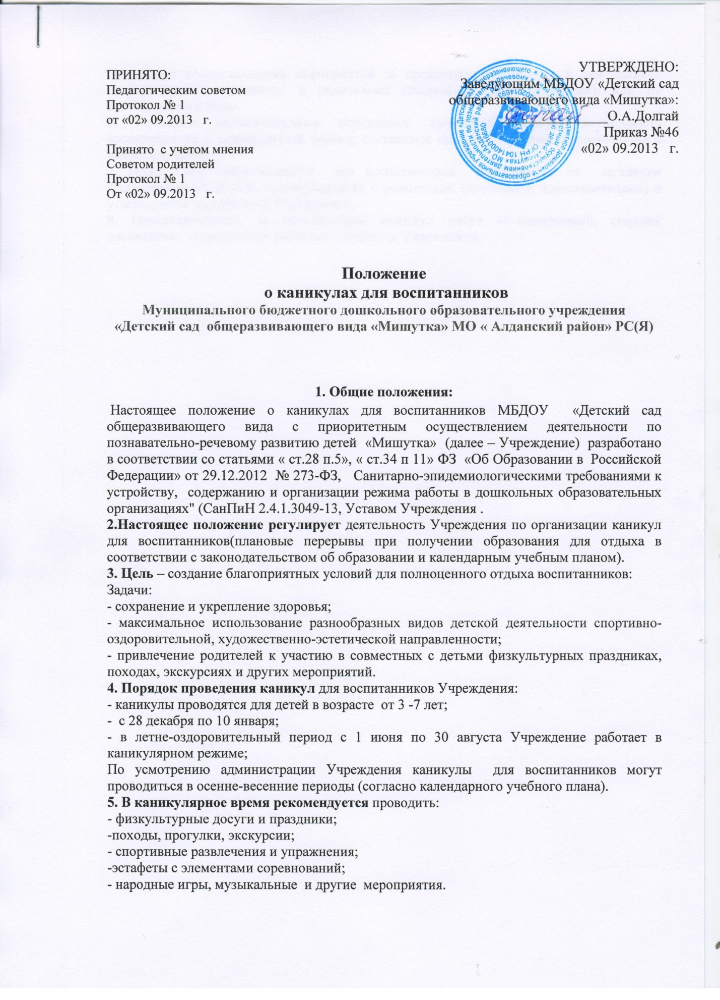 ПРИНЯТО:
Педагогическим советом
Протокол № 1
от «02» 09.2013 г.
Принято с учетом мнения
Советом родителей
Протокол № 1
От «02» 09.2013 г.
УТВЕРЖДЕНО:
Заведующим МБДОУ «Детский сад
общеразвивающего вида «Мишутка»:
О.А.Долгай
Приказ №46
«02» 09.2013 г.
Положение
о каникулах для воспитанников
Муниципального бюджетного дошкольного образовательного учреждения
«Детский сад общеразвивающего вида «Мишутка» МО « Алданский район» РС(Я)
1. Общие положения:
Настоящее положение о каникулах для воспитанников МБДОУ «Детский сад
общеразвивающего вида с приоритетным осуществлением деятельности по
познавательно-речевому развитию детей «Мишутка» (далее – Учреждение) разработано
в соответствии со статьями « ст.28 п.5», « ст.34 п 11» ФЗ «Об Образовании в Российской
Федерации» от 29.12.2012 № 273-ФЗ, Санитарно-эпидемиологическими требованиями к
устройству, содержанию и организации режима работы в дошкольных образовательных
организациях" (СанПиН 2.4.1.3049-13, Уставом Учреждения .
2.Настоящее положение регулирует деятельность Учреждения по организации каникул
для воспитанников(плановые перерывы при получении образования для отдыха в
соответствии с законодательством об образовании и календарным учебным планом).
3. Цель – создание благоприятных условий для полноценного отдыха воспитанников:
Задачи:
- сохранение и укрепление здоровья;
- максимальное использование разнообразных видов детской деятельности спортивно-
оздоровительной, художественно-эстетической направленности;
- привлечение родителей к участию в совместных с детьми физкультурных праздниках,
походах, экскурсиях и других мероприятий.
4. Порядок проведения каникул для воспитанников Учреждения:
- каникулы проводятся для детей в возрасте от 3 -7 лет;
- с 28 декабря по 10 января;
- в летне-оздоровительный период с 1 июня по 30 августа Учреждение работает в
каникулярном режиме;
По усмотрению администрации Учреждения каникулы для воспитанников могут
проводиться в осенне-весенние периоды (согласно календарного учебного плана).
5. В каникулярное время рекомендуется проводить:
- физкультурные досуги и праздники;
-походы, прогулки, экскурсии;
- спортивные развлечения и упражнения;
-эстафеты с элементами соревнований;
- народные игры, музыкальные и другие мероприятия.